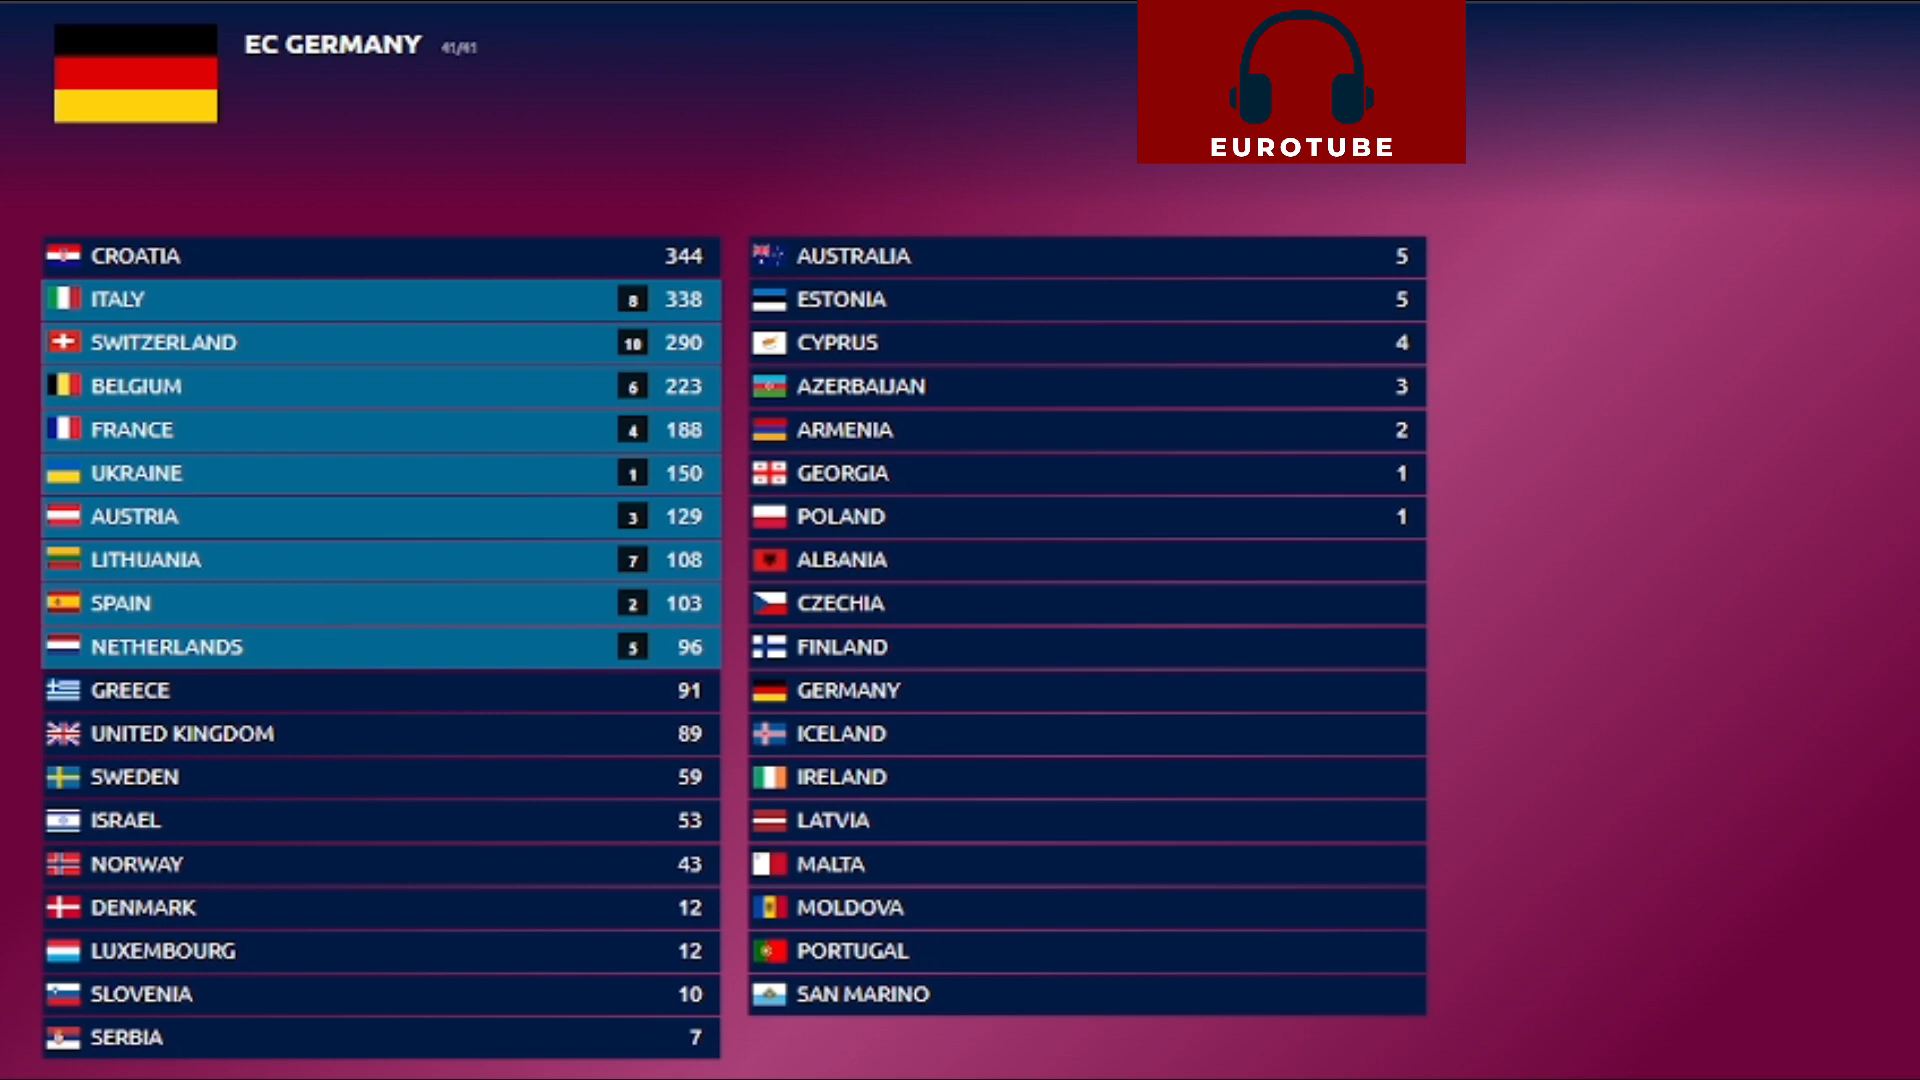 EC GERMANY 41/41
EUROTUBE
CROATIA 344
ITALY 8 338
SWITZERLAND 10 290
BELGIUM 6 223
FRANCE 4 188
UKRAINE 1 150
AUSTRIA 3 129
LITHUANIA 7 108
SPAIN 2 103
NETHERLANDS 5 96
GREECE 91
UNITED KINGDOM 89
SWEDEN 59
ISRAEL 53
NORWAY 43
DENMARK 12
LUXEMBOURG 12
SLOVENIA 10
SERBIA 7
AUSTRALIA 5
ESTONIA 5
CYPRUS 4
AZERBAIJAN 3
ARMENIA 2
GEORGIA 1
POLAND 1
ALBANIA
CZECHIA
FINLAND
GERMANY
ICELAND
IRELAND
LATVIA
MALTA
MOLDOVA
PORTUGAL
SAN MARINO